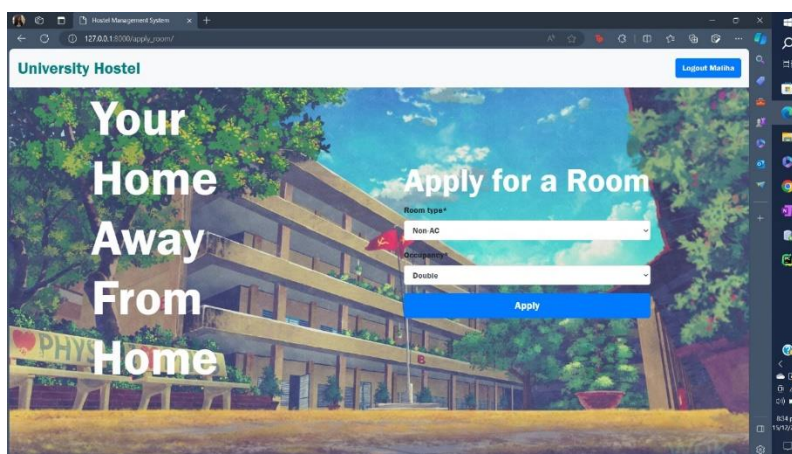 Hostel Management System
127.0.0.1:8000/apply_room/
University Hostel
Logout Maliha
Your
Home
Away
From
Home
Apply for a Room
Room type*
Non-AC
Occupancy*
Double
Apply
PHYS
B